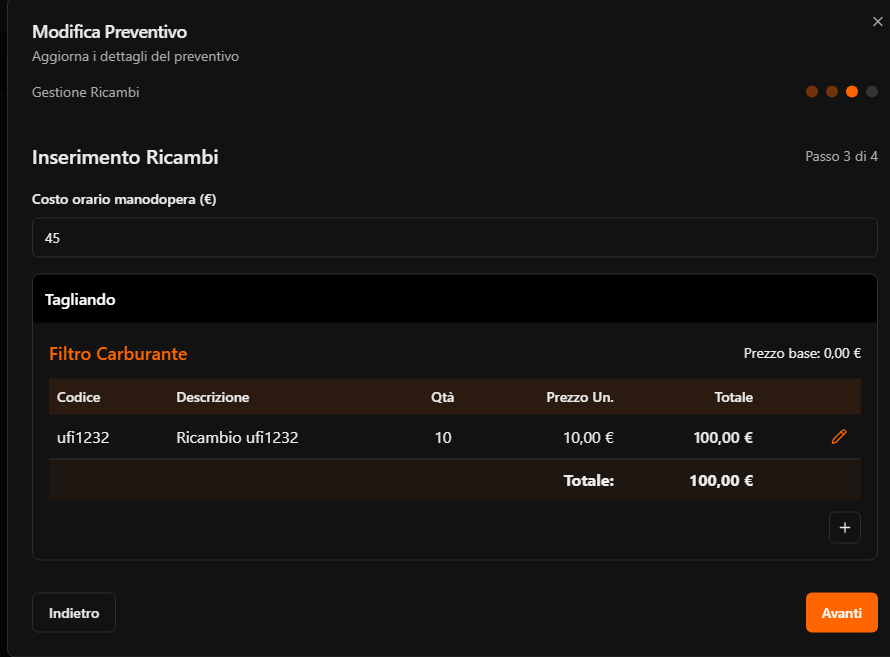 Modifica Preventivo
Aggiorna i dettagli del preventivo
Gestione Ricambi
Inserimento Ricambi
Passo 3 di 4
Costo orario manodopera (€)
45
Tagliando
Filtro Carburante
Prezzo base: 0,00 €
Codice Descrizione Qtà Prezzo Un. Totale
ufi1232 Ricambio ufi1232 10 10,00 € 100,00 €
Totale: 100,00 €
Indietro
Avanti